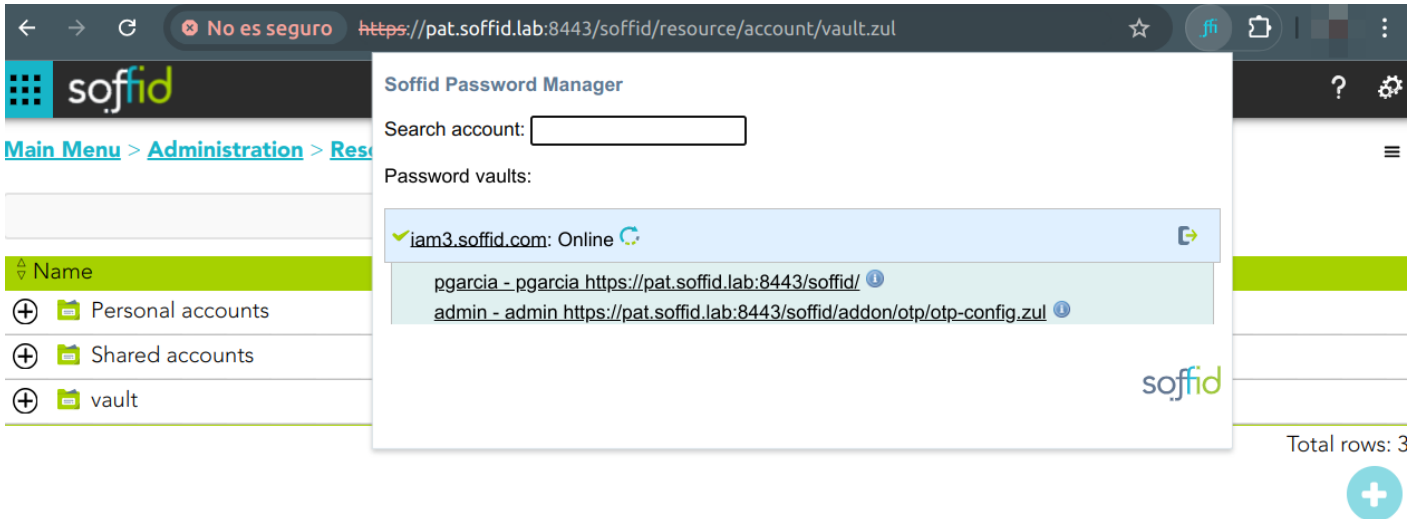 No es seguro https://pat.soffid.lab:8443/soffid/resource/account/vault.zul ffi
soffid
?
Main Menu > Administration > Reso
Soffid Password Manager
Search account:
Password vaults:
iam3.soffid.com: Online
pgarcia - pgarcia https://pat.soffid.lab:8443/soffid/
admin - admin https://pat.soffid.lab:8443/soffid/addon/otp/otp-config.zul
soffid
Name
Personal accounts
Shared accounts
vault
Total rows: 3